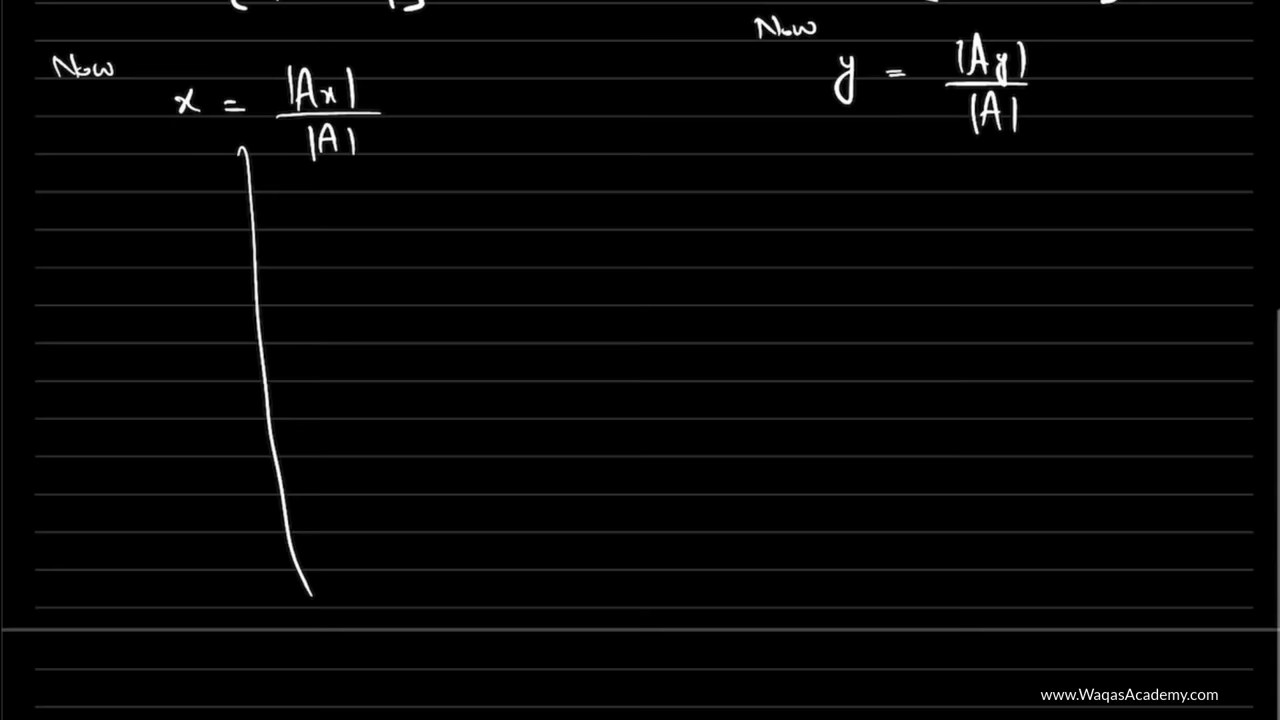 Now
x = |Ax| / |A|
Now
y = |Ay| / |A|
www.WaqasAcademy.com